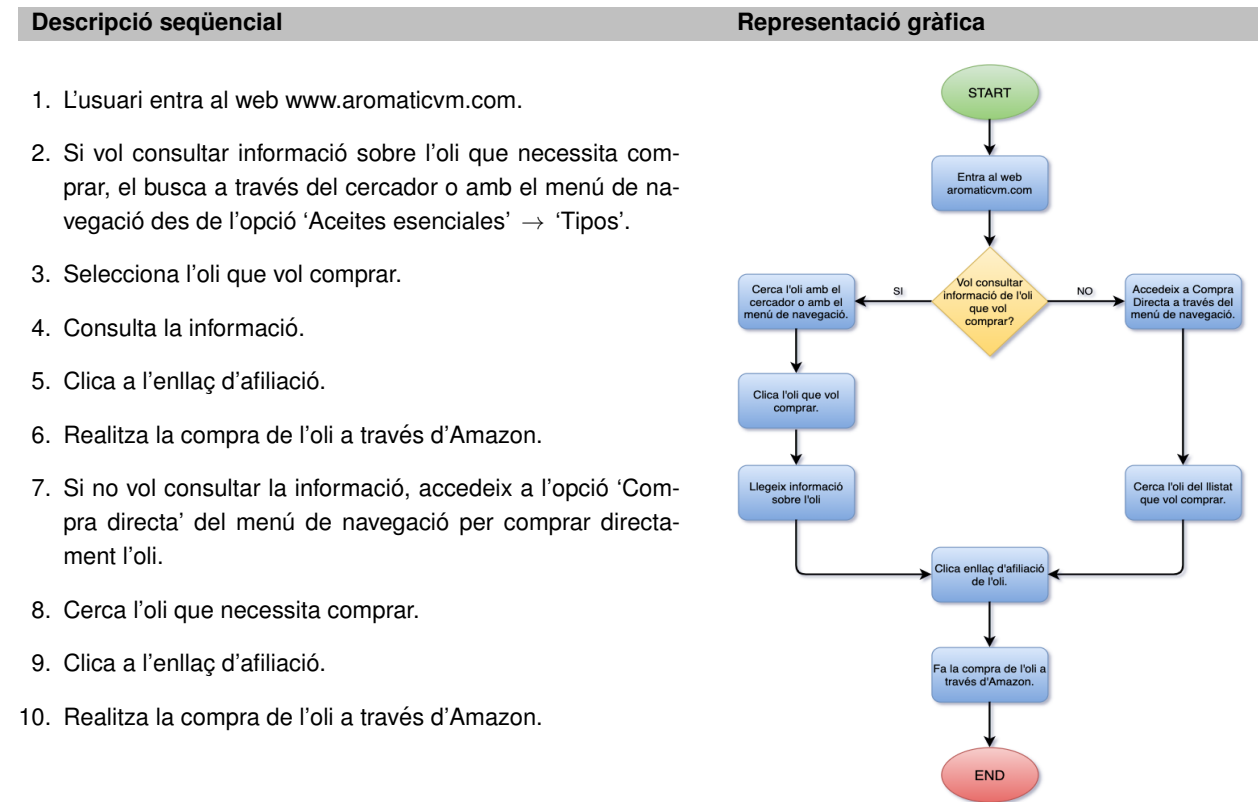 Descripció seqüencial
Representació gràfica
1. L'usuari entra al web www.aromaticvm.com.
2. Si vol consultar informació sobre l'oli que necessita com-
prar, el busca a través del cercador o amb el menú de na-
vegació des de l'opció ‘Aceites esenciales’ → ‘Tipos’.
3. Selecciona l'oli que vol comprar.
4. Consulta la informació.
5. Clica a l'enllaç d'afiliació.
6. Realitza la compra de l'oli a través d'Amazon.
7. Si no vol consultar la informació, accedeix a l'opció ‘Com-
pra directa’ del menú de navegació per comprar directa-
ment l'oli.
8. Cerca l'oli que necessita comprar.
9. Clica a l'enllaç d'afiliació.
10. Realitza la compra de l'oli a través d'Amazon.
START
Entra al web
aromaticvm.com
Vol consultar
informació de l'oli
que vol
comprar?
SI
NO
Cerca l'oli amb el
cercador o amb el
menú de navegació.
Accedeix a Compra
Directa a través del
menú de navegació.
Clica l'oli que vol
comprar.
Llegeix informació
sobre l'oli
Cerca l'oli del llistat
que vol comprar.
Clica enllaç d'afiliació
de l'oli.
Fa la compra de l'oli a
través d'Amazon.
END